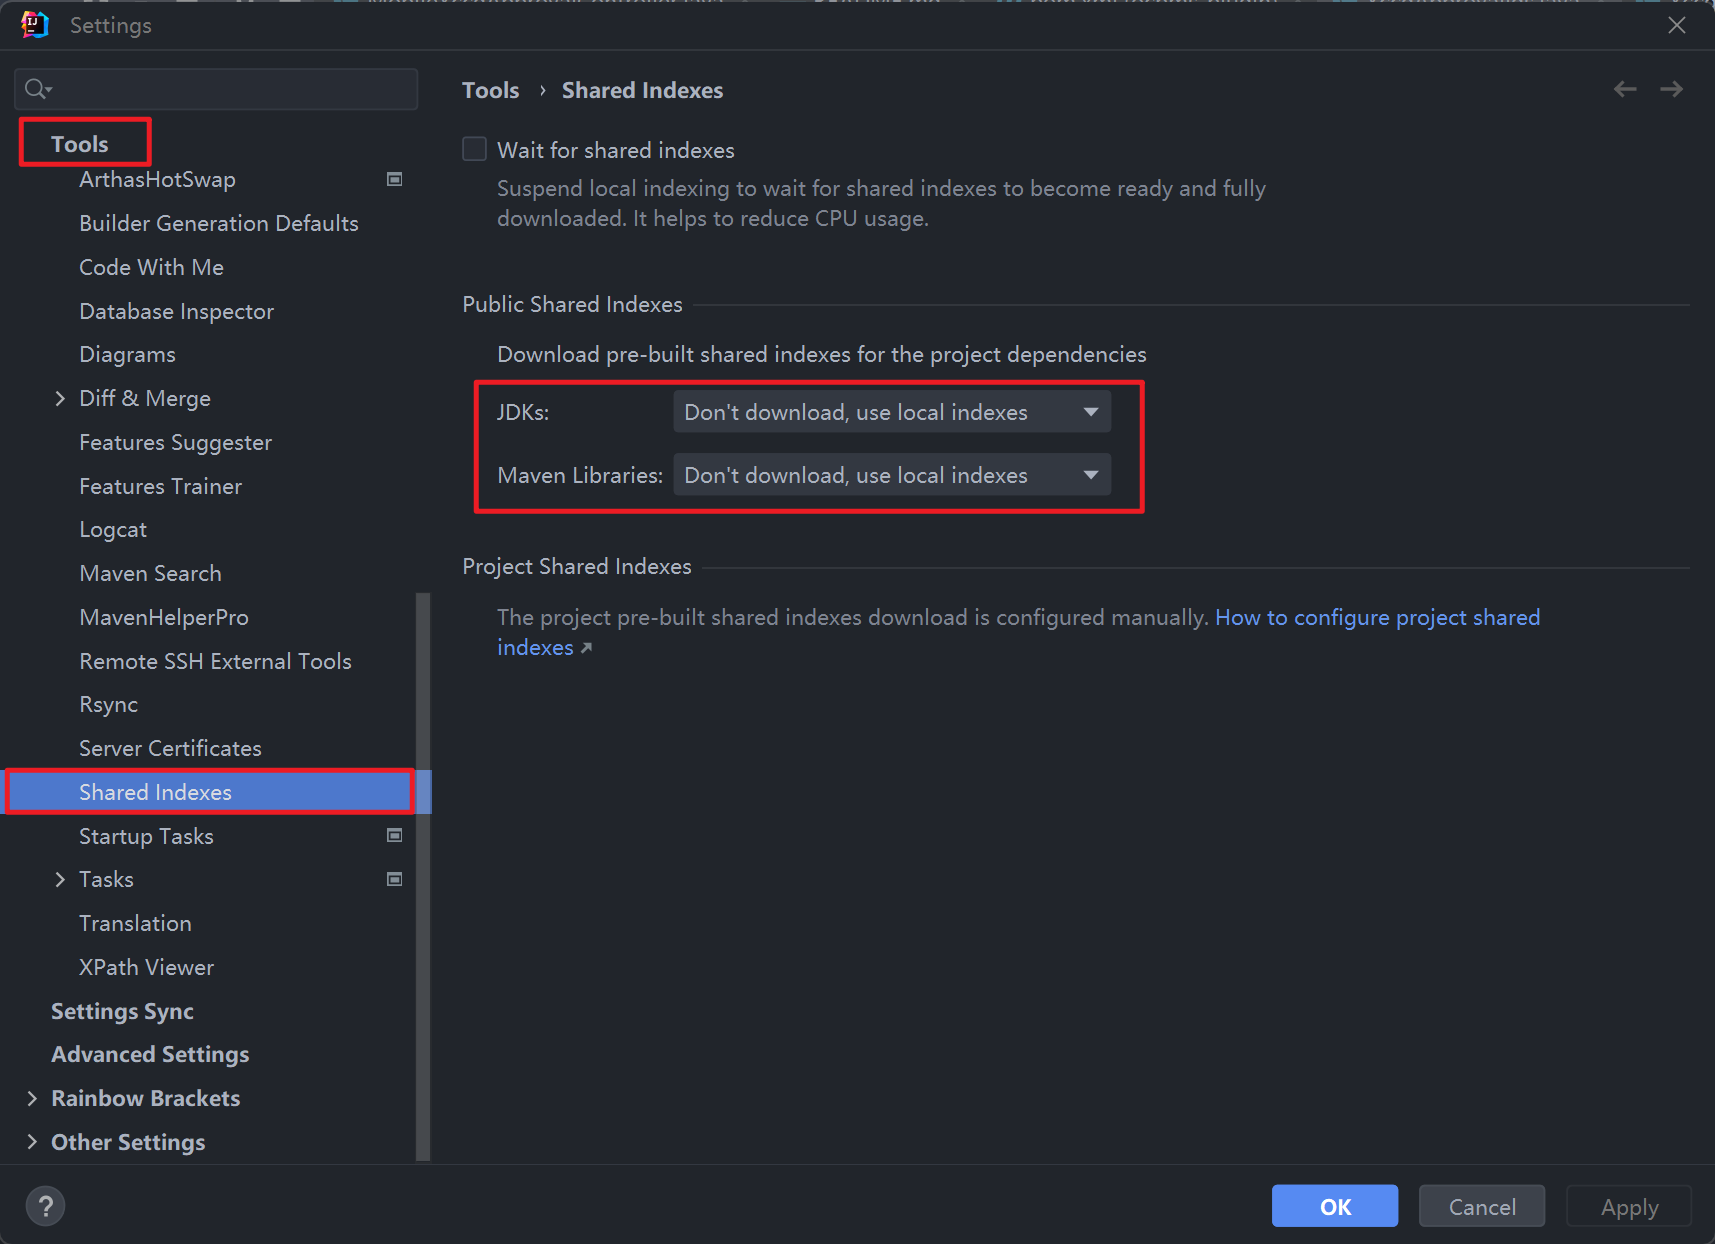 Settings
Tools
ArthasHotSwap
Builder Generation Defaults
Code With Me
Database Inspector
Diagrams
Diff & Merge
Features Suggester
Features Trainer
Logcat
Maven Search
MavenHelperPro
Remote SSH External Tools
Rsync
Server Certificates
Shared Indexes
Startup Tasks
Tasks
Translation
XPath Viewer
Settings Sync
Advanced Settings
Rainbow Brackets
Other Settings
Tools › Shared Indexes
Wait for shared indexes
Suspend local indexing to wait for shared indexes to become ready and fully
downloaded. It helps to reduce CPU usage.
Public Shared Indexes
Download pre-built shared indexes for the project dependencies
JDKs: Don't download, use local indexes
Maven Libraries: Don't download, use local indexes
Project Shared Indexes
The project pre-built shared indexes download is configured manually. How to configure project shared
indexes ↗
?
OK
Cancel
Apply